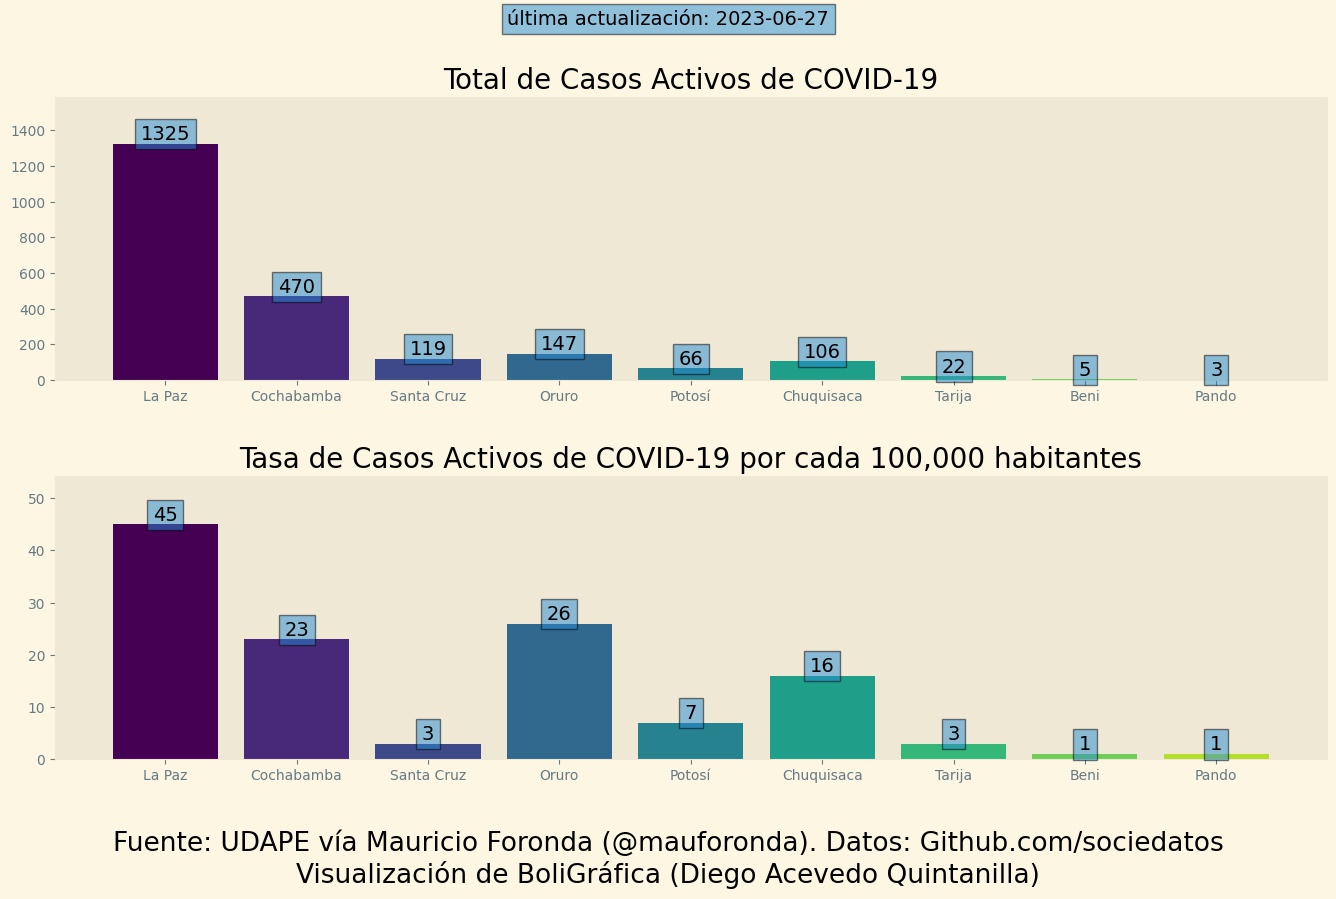 última actualización: 2023-06-27
Total de Casos Activos de COVID-19
1400
1200
1000
800
600
400
200
0
1325
470
119
147
66
106
22
5
3
La Paz
Cochabamba
Santa Cruz
Oruro
Potosí
Chuquisaca
Tarija
Beni
Pando
Tasa de Casos Activos de COVID-19 por cada 100,000 habitantes
50
40
30
20
10
0
45
23
3
26
7
16
3
1
1
La Paz
Cochabamba
Santa Cruz
Oruro
Potosí
Chuquisaca
Tarija
Beni
Pando
Fuente: UDAPE vía Mauricio Foronda (@mauforonda). Datos: Github.com/sociedatos
Visualización de BoliGráfica (Diego Acevedo Quintanilla)